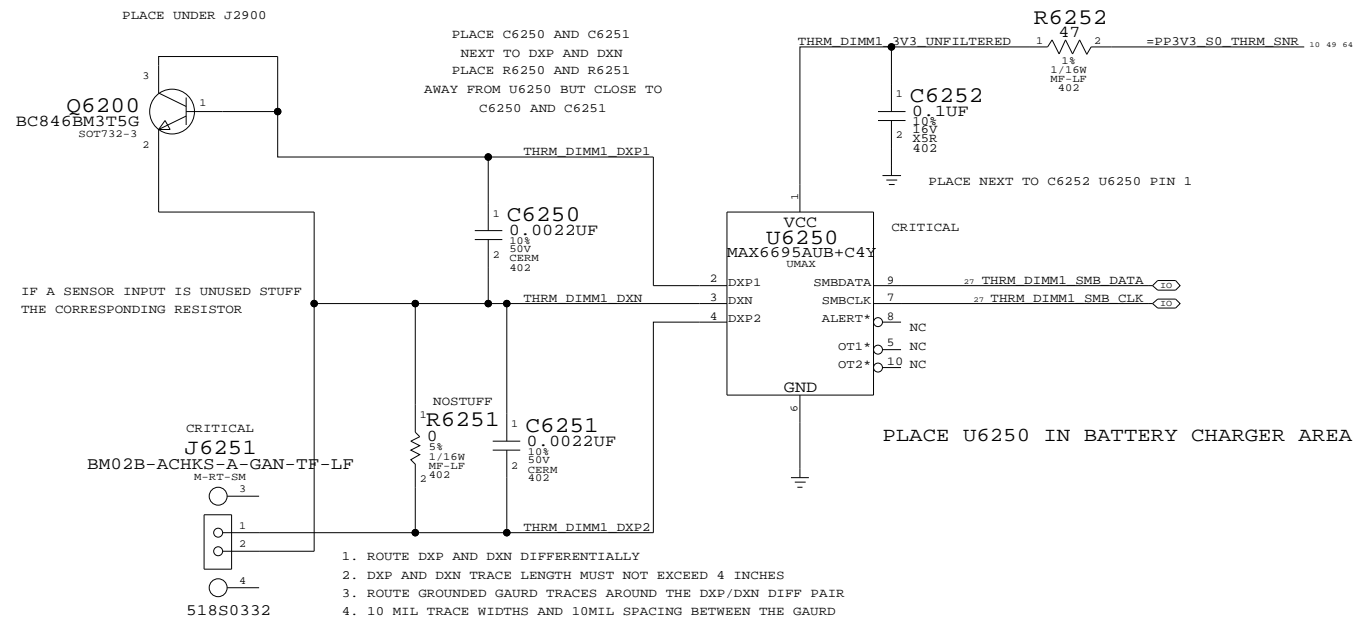 PLACE UNDER J2900
PLACE C6250 AND C6251
NEXT TO DXP AND DXN
PLACE R6250 AND R6251
AWAY FROM U6250 BUT CLOSE TO
C6250 AND C6251
R6252
47
1%
1/16W
MF-LF
402
1
2
THRM_DIMM1_3V3_UNFILTERED
=PP3V3_S0_THRM_SNR
10 49 64
3
Q6200
BC846BM3T5G
SOT732-3
1
2
1
C6252
0.1UF
10%
16V
X5R
402
2
PLACE NEXT TO C6252 U6250 PIN 1
THRM_DIMM1_DXP1
1
C6250
0.0022UF
10%
50V
CERM
402
2
1
VCC
U6250
MAX6695AUB+C4Y
UMAX
CRITICAL
2 DXP1
3 DXN
4 DXP2
SMBDATA 9
SMBCLK 7
ALERT* 8 NC
OT1* 5 NC
OT2* 10 NC
GND
6
27 THRM_DIMM1_SMB_DATA IO
27 THRM_DIMM1_SMB_CLK IO
IF A SENSOR INPUT IS UNUSED STUFF
THE CORRESPONDING RESISTOR
THRM_DIMM1_DXN
NOSTUFF
1
R6251
0
5%
1/16W
MF-LF
402
2
1
C6251
0.0022UF
10%
50V
CERM
402
2
PLACE U6250 IN BATTERY CHARGER AREA
CRITICAL
J6251
BM02B-ACHKS-A-GAN-TF-LF
M-RT-SM
3
1
2
4
518S0332
THRM_DIMM1_DXP2
1. ROUTE DXP AND DXN DIFFERENTIALLY
2. DXP AND DXN TRACE LENGTH MUST NOT EXCEED 4 INCHES
3. ROUTE GROUNDED GAURD TRACES AROUND THE DXP/DXN DIFF PAIR
4. 10 MIL TRACE WIDTHS AND 10MIL SPACING BETWEEN THE GAURD